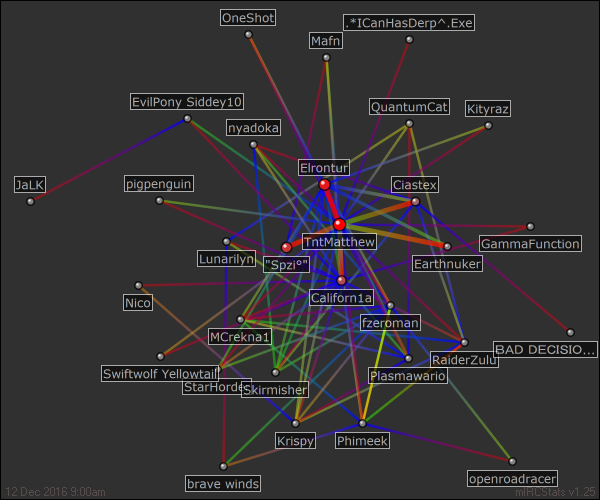 OneShot
.*ICanHasDerp^.Exe
Mafn
EvilPony Siddey10
QuantumCat
Kityraz
nyadoka
Elrontur
JaLK
pigpenguin
Ciastex
TntMatthew
GammaFunction
Lunarilyn
"Spzi°"
Earthnuker
Nico
Californ1a
fzeroman
MCrekna1
BAD DECISIO...
RaiderZulu
Swiftwolf Yellowtail
Plasmawario
StarHorde
Skirmisher
Krispy
Phimeek
brave winds
openroadracer
12 Dec 2016 9:00am
mIRCStats v1.25